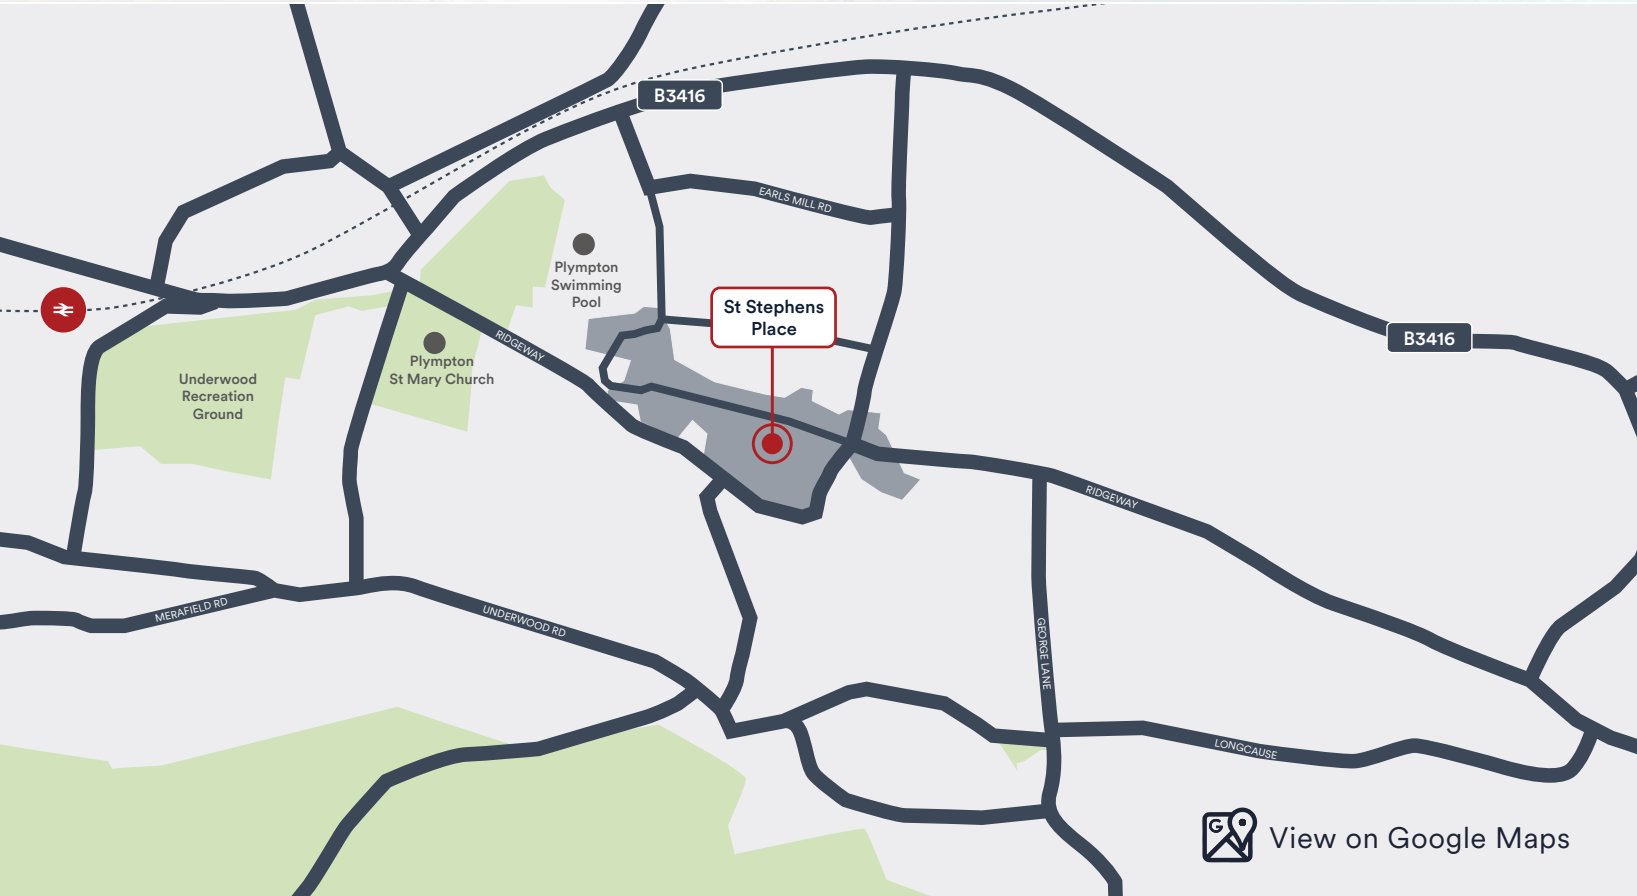 B3416
EARLS MILL RD
Plympton
Swimming
Pool
St Stephens
Place
RIDGEWAY
B3416
Plympton
St Mary Church
Underwood
Recreation
Ground
RIDGEWAY
MERAFIELD RD
UNDERWOOD RD
GEORGE LANE
LONGCAUSE
G
View on Google Maps